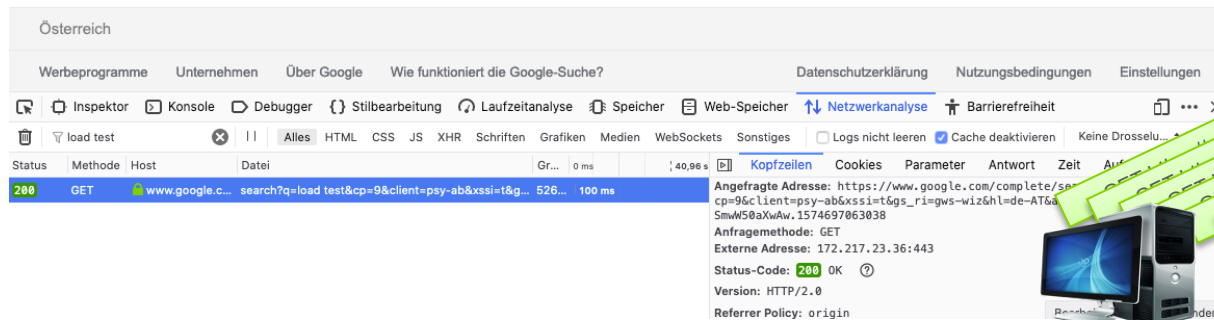 Österreich
Werbeprogramme Unternehmen Über Google Wie funktioniert die Google-Suche? Datenschutzerklärung Nutzungsbedingungen Einstellungen
Inspektor Konsole Debugger {} Stilbearbeitung Laufzeitanalyse Speicher Web-Speicher Netzwerkanalyse Barrierefreiheit
load test Alles HTML CSS JS XHR Schriften Grafiken Medien WebSockets Sonstiges Logs nicht leeren Cache deaktivieren Keine Drosselu...
Status Methode Host Datei Gr... 0 ms 40,96 s Kopfzeilen Cookies Parameter Antwort Zeit
200 GET www.google.c... search?q=load test&cp=9&client=psy-ab&xssi=t&g... 526... 100 ms
Angefragte Adresse: https://www.google.com/complete/
cp=9&client=psy-ab&xssi=t&gs_ri=gws-wiz&hl=de-AT&
SmwW50aXwAw.1574697063038
Anfragemethode: GET
Externe Adresse: 172.217.23.36:443
Status-Code: 200 OK
Version: HTTP/2.0
Referrer Policy: origin